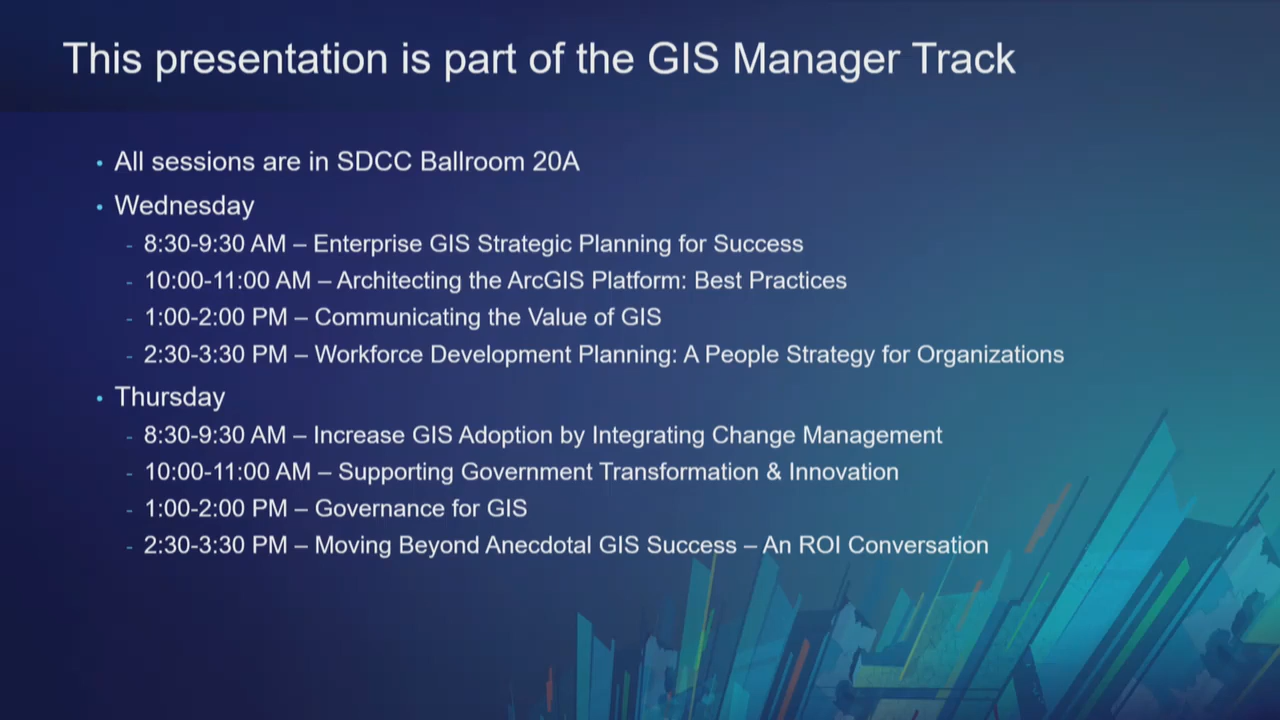 This presentation is part of the GIS Manager Track
• All sessions are in SDCC Ballroom 20A
• Wednesday
- 8:30-9:30 AM – Enterprise GIS Strategic Planning for Success
- 10:00-11:00 AM – Architecting the ArcGIS Platform: Best Practices
- 1:00-2:00 PM – Communicating the Value of GIS
- 2:30-3:30 PM – Workforce Development Planning: A People Strategy for Organizations
• Thursday
- 8:30-9:30 AM – Increase GIS Adoption by Integrating Change Management
- 10:00-11:00 AM – Supporting Government Transformation & Innovation
- 1:00-2:00 PM – Governance for GIS
- 2:30-3:30 PM – Moving Beyond Anecdotal GIS Success – An ROI Conversation